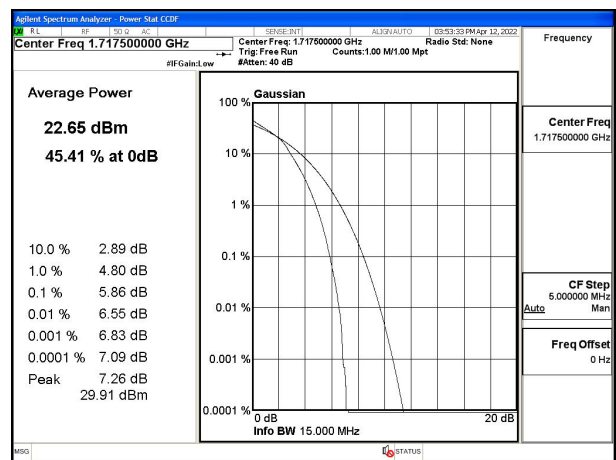 Agilent Spectrum Analyzer - Power Stat CCDF
LXI RL RF 50 Ω AC SENSE:INT ALIGN AUTO 03:53:33 PM Apr 12, 2022
Center Freq 1.717500000 GHz
Center Freq: 1.717500000 GHz Radio Std: None
Trig: Free Run Counts:1.00 M/1.00 Mpt
#IFGain:Low #Atten: 40 dB
Frequency
Average Power
22.65 dBm
45.41 % at 0dB
10.0 % 2.89 dB
1.0 % 4.80 dB
0.1 % 5.86 dB
0.01 % 6.55 dB
0.001 % 6.83 dB
0.0001 % 7.09 dB
Peak 7.26 dB
29.91 dBm
Gaussian
100 %
10 %
1 %
0.1 %
0.01 %
0.001 %
0.0001 %
0 dB 20 dB
Info BW 15.000 MHz
Center Freq
1.717500000 GHz
CF Step
5.000000 MHz
Auto Man
Freq Offset
0 Hz
MSG STATUS